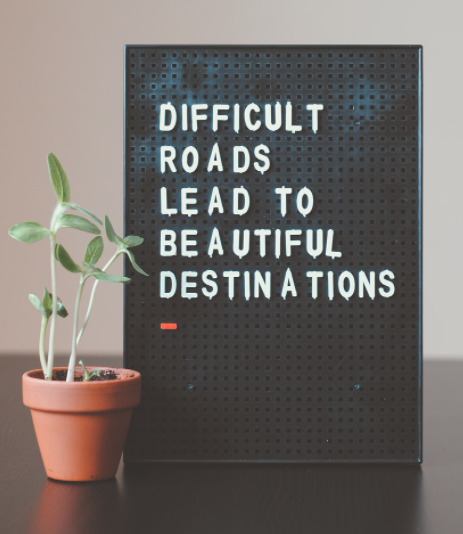 DIFFICULT
ROADS
LEAD TO
BEAUTIFUL
DESTINATIONS